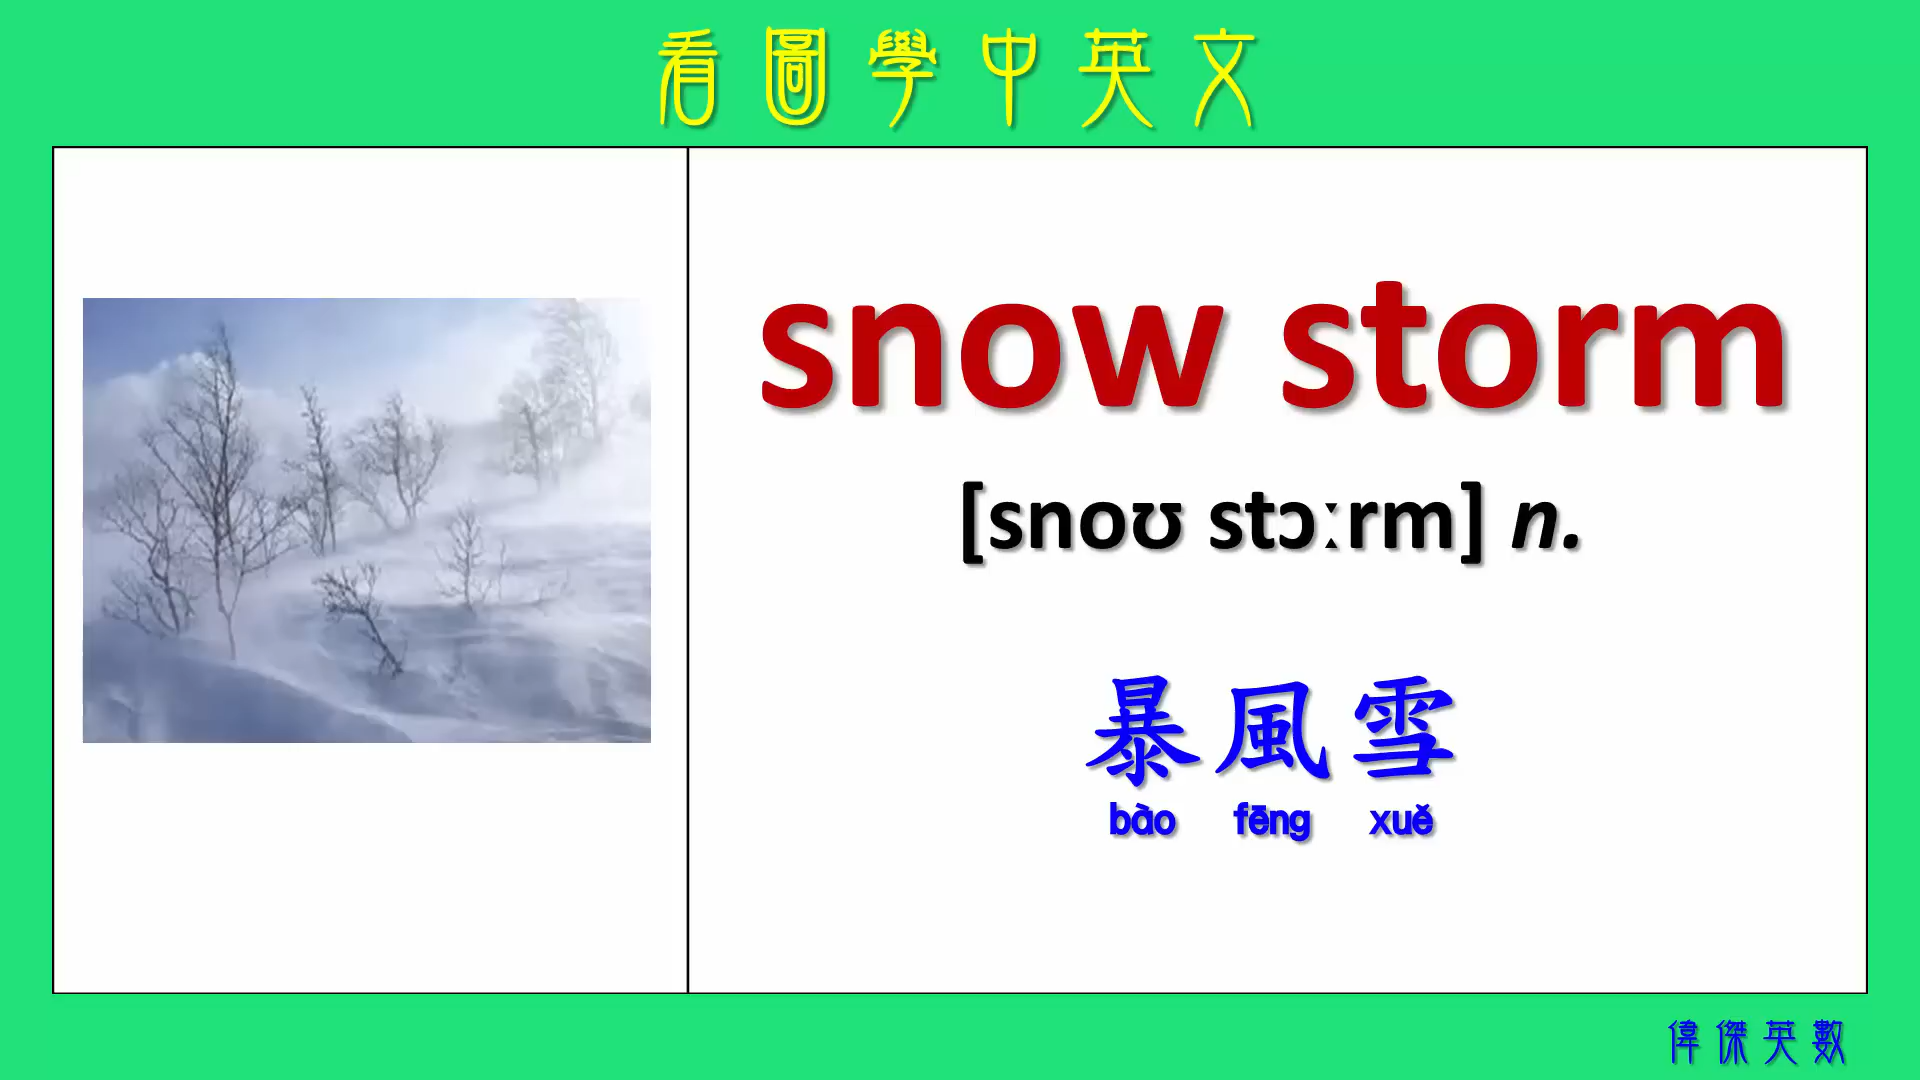 看圖學中英文
snow storm
[snoʊ stɔːrm] n.
暴風雪
bào fēng xuě
偉傑英數